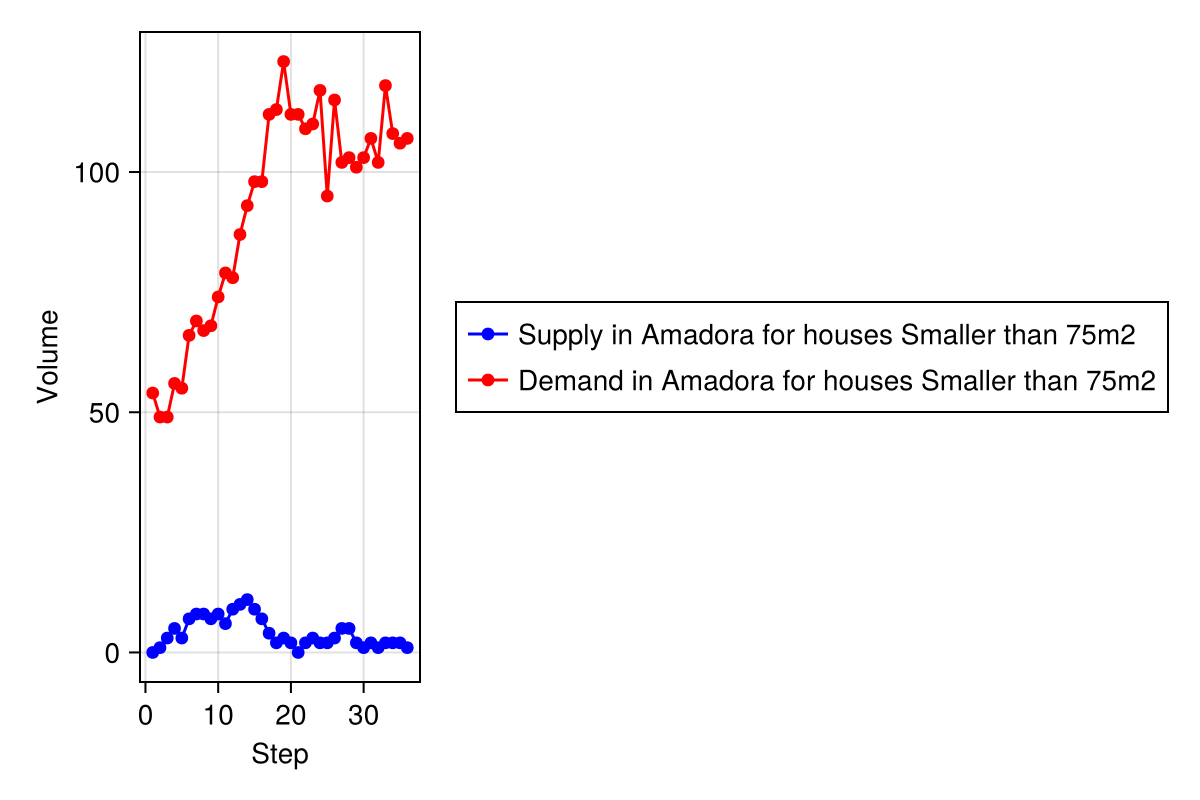 Volume
100
50
0
0 10 20 30
Step
Supply in Amadora for houses Smaller than 75m2
Demand in Amadora for houses Smaller than 75m2